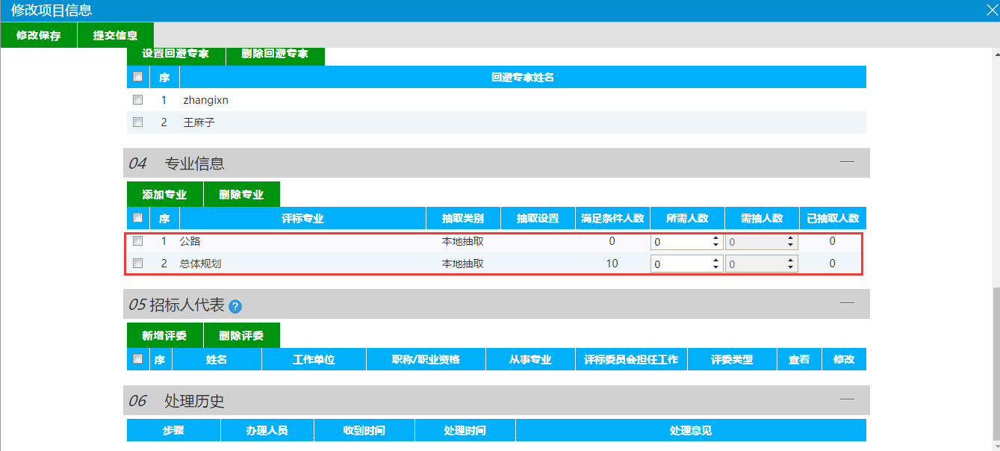 修改项目信息
修改保存 提交信息
设置回避专家 删除回避专家
序 回避专家姓名
1 zhangixn
2 王麻子
04 专业信息
添加专业 删除专业
序 评标专业 抽取类别 抽取设置 满足条件人数 所需人数 需抽人数 已抽取人数
1 公路 本地抽取 0 0 0 0
2 总体规划 本地抽取 10 0 0 0
05 招标人代表 ?
新增评委 删除评委
序 姓名 工作单位 职称/职业资格 从事专业 评标委员会担任工作 评委类型 查看 修改
06 处理历史
步骤 办理人员 收到时间 处理时间 处理意见